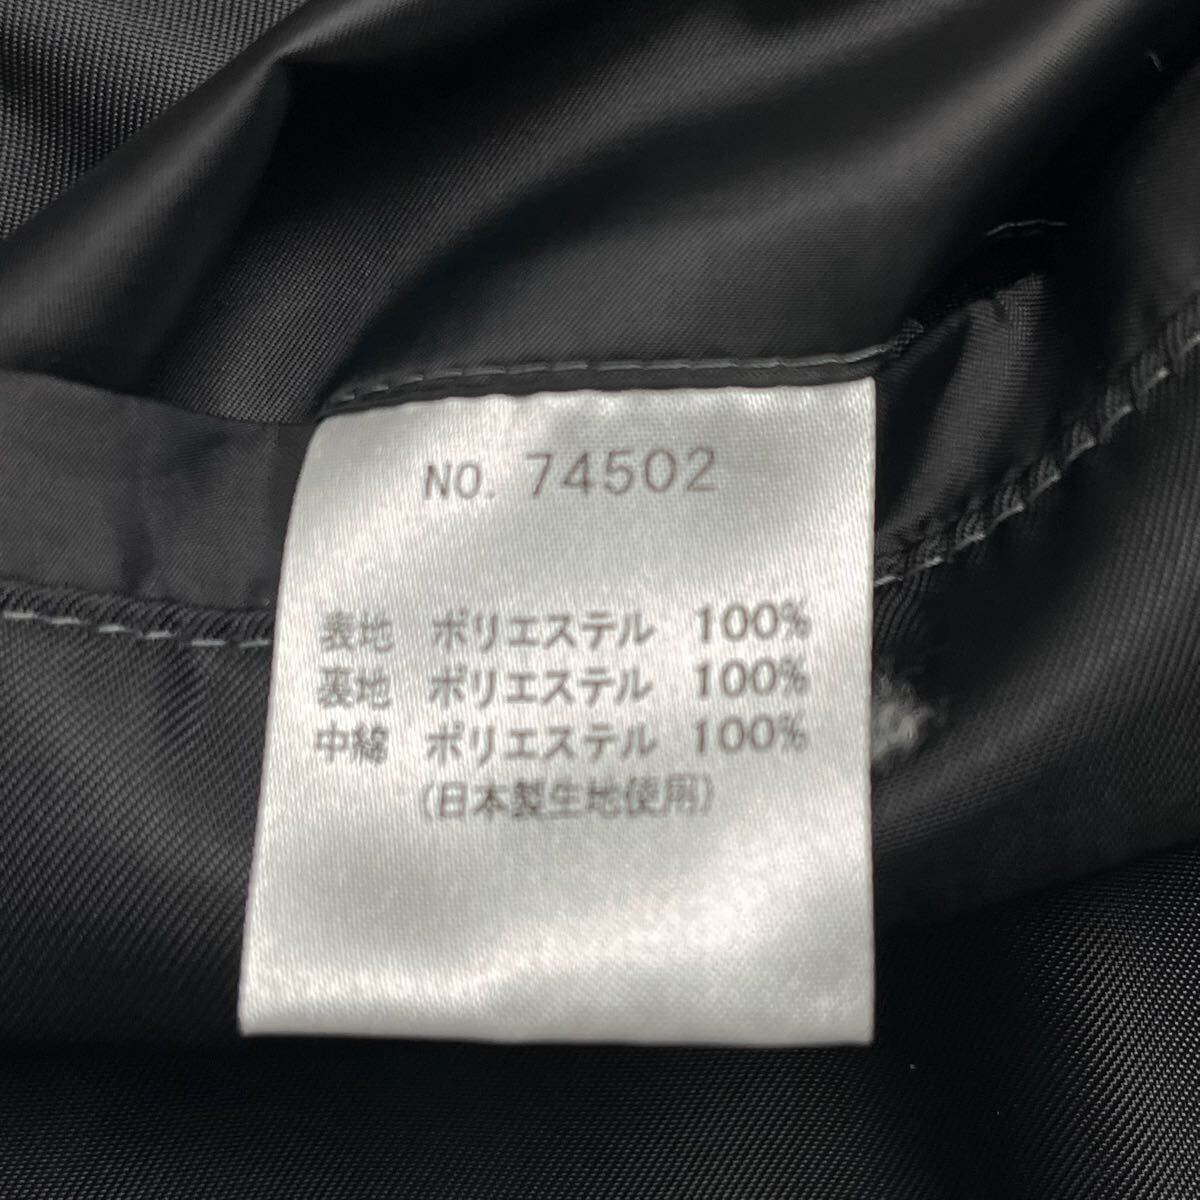 NO. 74502
表地 ポリエステル 100%
裏地 ポリエステル 100%
中綿 ポリエステル 100%
(日本製生地使用)